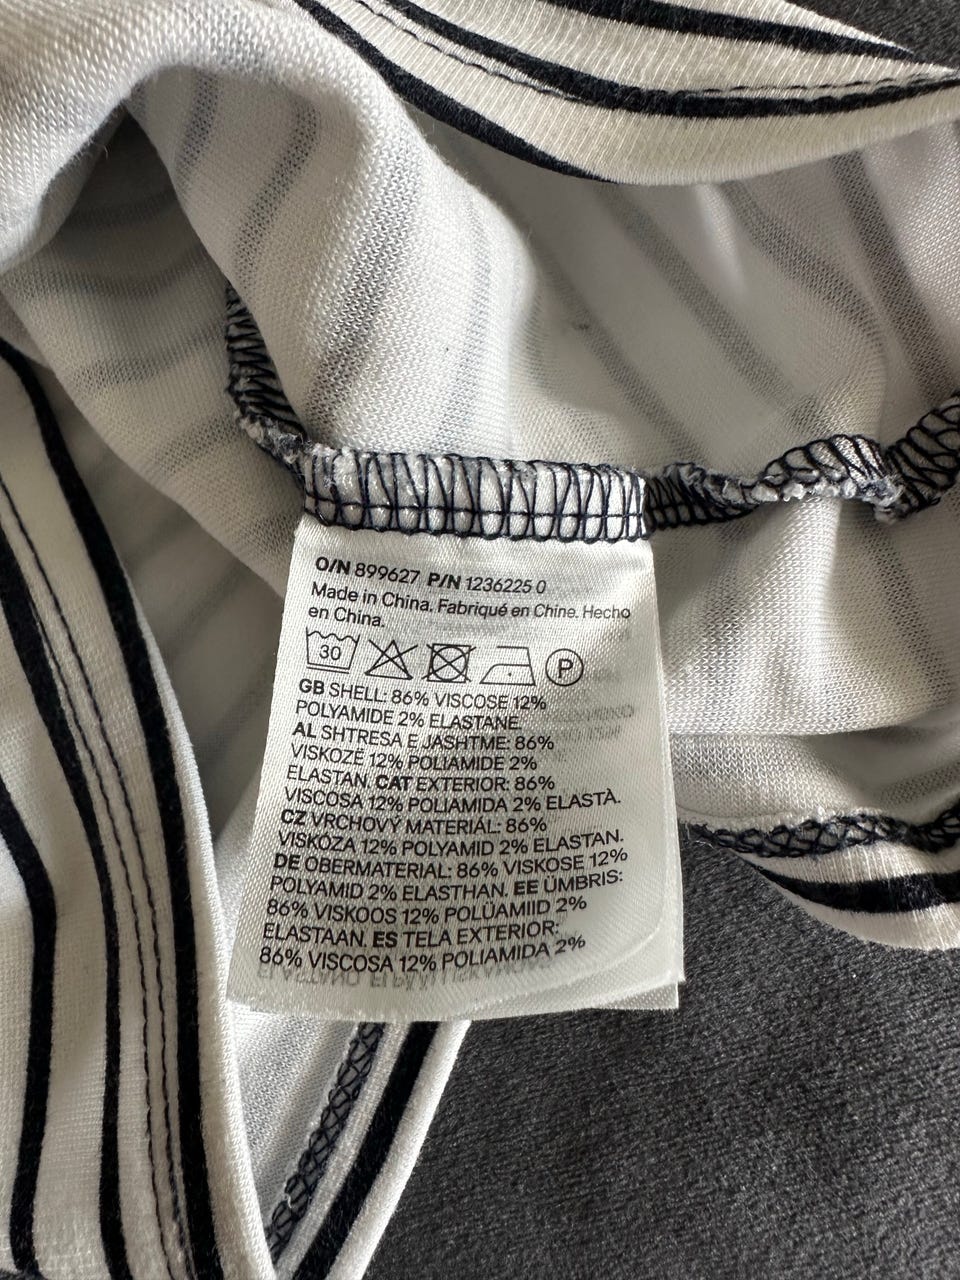 O/N 899627 P/N 1236225 0
Made in China. Fabriqué en Chine. Hecho
en China.
30 P
GB SHELL: 86% VISCOSE 12%
POLYAMIDE 2% ELASTANE.
AL SHTRESA E JASHTME: 86%
VISKOZË 12% POLIAMIDE 2%
ELASTAN. CAT EXTERIOR: 86%
VISCOSA 12% POLIAMIDA 2% ELASTÀ.
CZ VRCHOVÝ MATERIÁL: 86%
VISKÓZA 12% POLYAMID 2% ELASTAN.
DE OBERMATERIAL: 86% VISKOSE 12%
POLYAMID 2% ELASTHAN. EE ÜMBRIS:
86% VISKOOS 12% POLÜAMIID 2%
ELASTAAN. ES TELA EXTERIOR:
86% VISCOSA 12% POLIAMIDA 2%